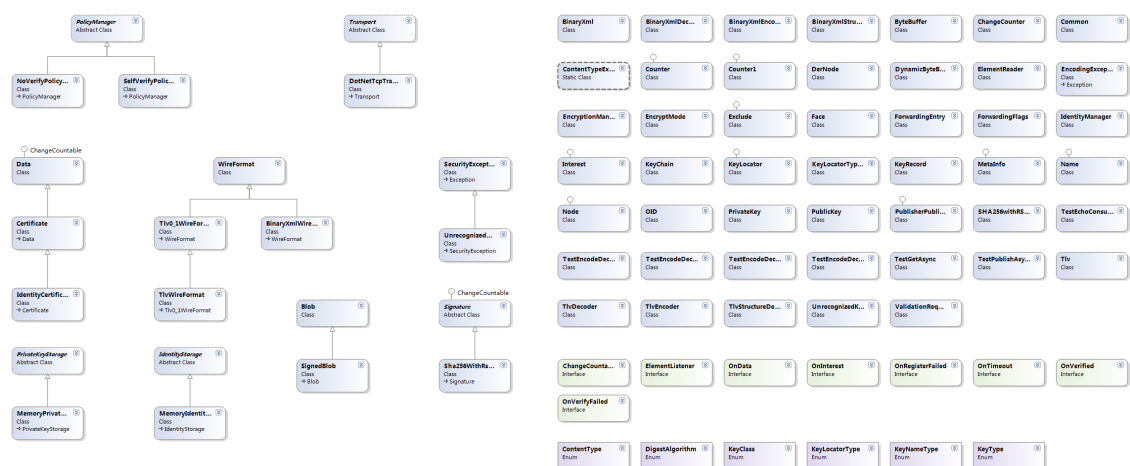 PolicyManager
Abstract Class
NoVerifyPolicy...
Class
→ PolicyManager
SelfVerifyPolic...
Class
→ PolicyManager
Transport
Abstract Class
DotNetTcpTra...
Class
→ Transport
ChangeCountable
Data
Class
Certificate
Class
→ Data
IdentityCertific...
Class
→ Certificate
WireFormat
Class
Tlv0_1WireFor...
Class
→ WireFormat
BinaryXmlWire...
Class
→ WireFormat
TlvWireFormat
Class
→ Tlv0_1WireFormat
SecurityExcept...
Class
→ Exception
Unrecognized...
Class
→ SecurityException
Blob
Class
SignedBlob
Class
→ Blob
ChangeCountable
Signature
Abstract Class
Sha256WithRs...
Class
→ Signature
PrivateKeyStorage
Abstract Class
MemoryPrivat...
Class
→ PrivateKeyStorage
IdentityStorage
Abstract Class
MemoryIdentit...
Class
→ IdentityStorage
BinaryXml
Class
BinaryXmlDec...
Class
BinaryXmlEnco...
Class
BinaryXmlStru...
Class
ByteBuffer
Class
ChangeCounter
Class
Common
Class
ContentTypeEx...
Static Class
Counter
Class
Counter1
Class
DerNode
Class
DynamicByteB...
Class
ElementReader
Class
EncodingExcep...
Class
→ Exception
EncryptionMan...
Class
EncryptMode
Class
Exclude
Class
Face
Class
ForwardingEntry
Class
ForwardingFlags
Class
IdentityManager
Class
Interest
Class
KeyChain
Class
KeyLocator
Class
KeyLocatorTyp...
Class
KeyRecord
Class
MetaInfo
Class
Name
Class
Node
Class
OID
Class
PrivateKey
Class
PublicKey
Class
PublisherPubli...
Class
SHA256withRS...
Class
TestEchoConsu...
Class
TestEncodeDec...
Class
TestEncodeDec...
Class
TestEncodeDec...
Class
TestEncodeDec...
Class
TestGetAsync
Class
TestPublishAsy...
Class
Tlv
Class
TlvDecoder
Class
TlvEncoder
Class
TlvStructureDe...
Class
UnrecognizedK...
Class
ValidationReq...
Class
ChangeCounta...
Interface
ElementListener
Interface
OnData
Interface
OnInterest
Interface
OnRegisterFailed
Interface
OnTimeout
Interface
OnVerified
Interface
OnVerifyFailed
Interface
ContentType
Enum
DigestAlgorithm
Enum
KeyClass
Enum
KeyLocatorType
Enum
KeyNameType
Enum
KeyType
Enum